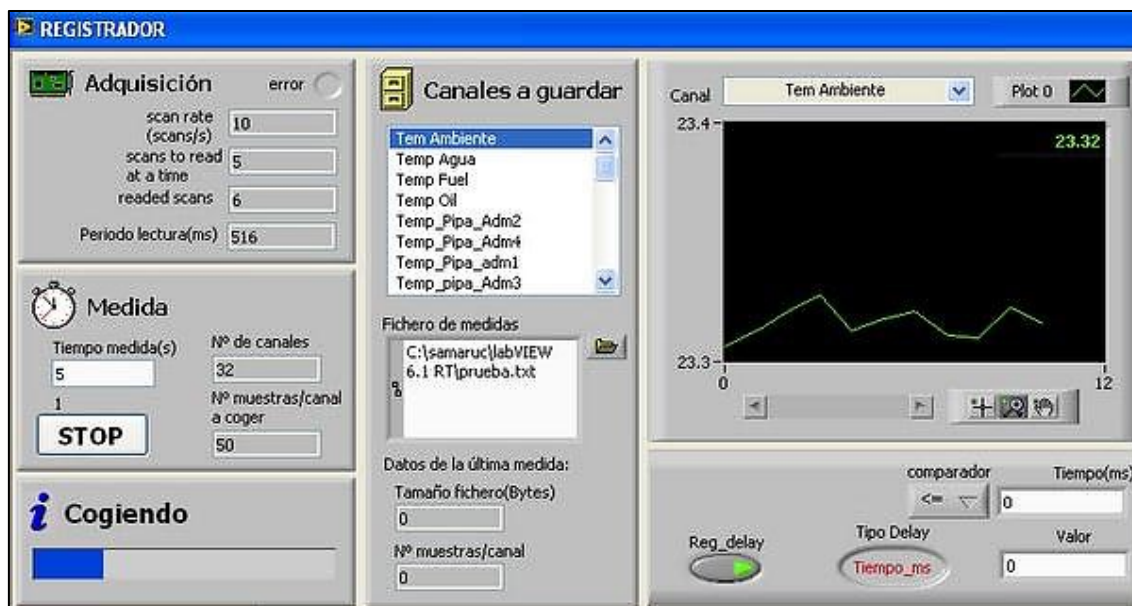 REGISTRADOR
Adquisición
error
scan rate
(scans/s)
10
scans to read
at a time
5
readed scans
6
Periodo lectura(ms)
516
Medida
Tiempo medida(s)
5
1
STOP
Nº de canales
32
Nº muestras/canal
a coger
50
Cogiendo
Canales a guardar
Tem Ambiente
Temp Agua
Temp Fuel
Temp Oil
Temp_Pipa_Adm2
Temp_Pipa_Adm4
Temp_Pipa_adm1
Temp_pipa_Adm3
Fichero de medidas
C:\samaruc\labVIEW
6.1 RT\prueba.txt
Datos de la última medida:
Tamaño fichero(Bytes)
0
Nº muestras/canal
0
Canal
Tem Ambiente
Plot 0
23.4
23.32
23.3
0
12
comparador
<=
Tiempo(ms)
0
Reg_delay
Tipo Delay
Tiempo_ms
Valor
0